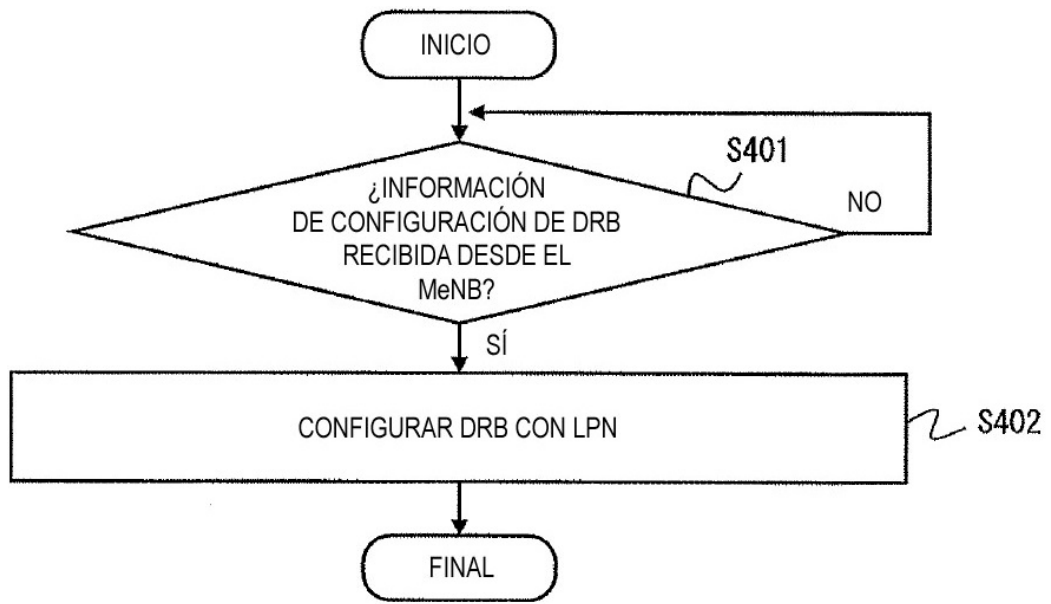 INICIO
S401
¿INFORMACIÓN
DE CONFIGURACIÓN DE DRB
RECIBIDA DESDE EL
MeNB?
NO
SÍ
CONFIGURAR DRB CON LPN
S402
FINAL